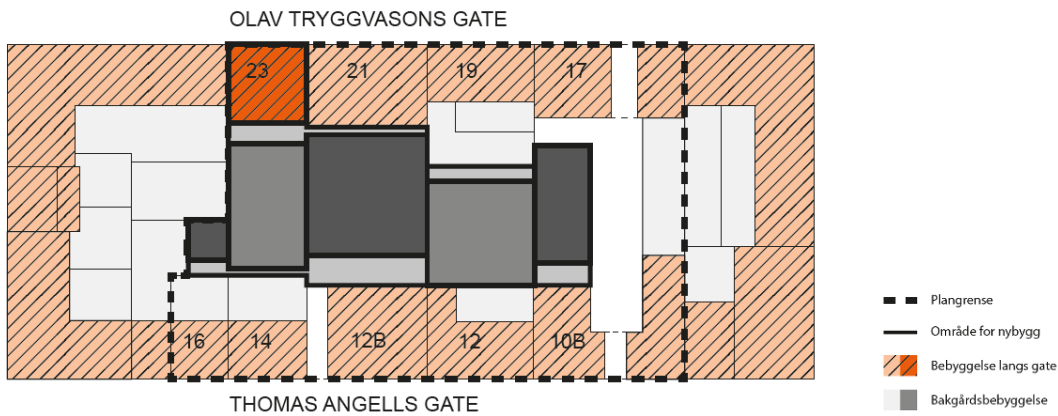 OLAV TRYGGVASONS GATE
23 21 19 17
16 14 12B 12 10B
THOMAS ANGELLS GATE
Plangrense
Område for nybygg
Bebyggelse langs gate
Bakgårdsbebyggelse